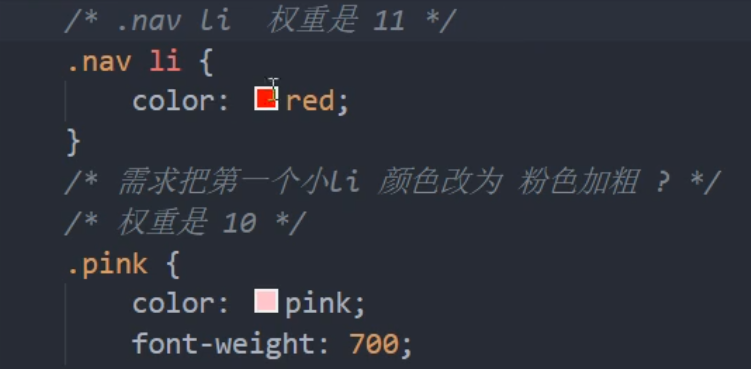 /* .nav li 权重是 11 */
.nav li {
color: red;
}
/* 需求把第一个小li 颜色改为 粉色加粗 ? */
/* 权重是 10 */
.pink {
color: pink;
font-weight: 700;